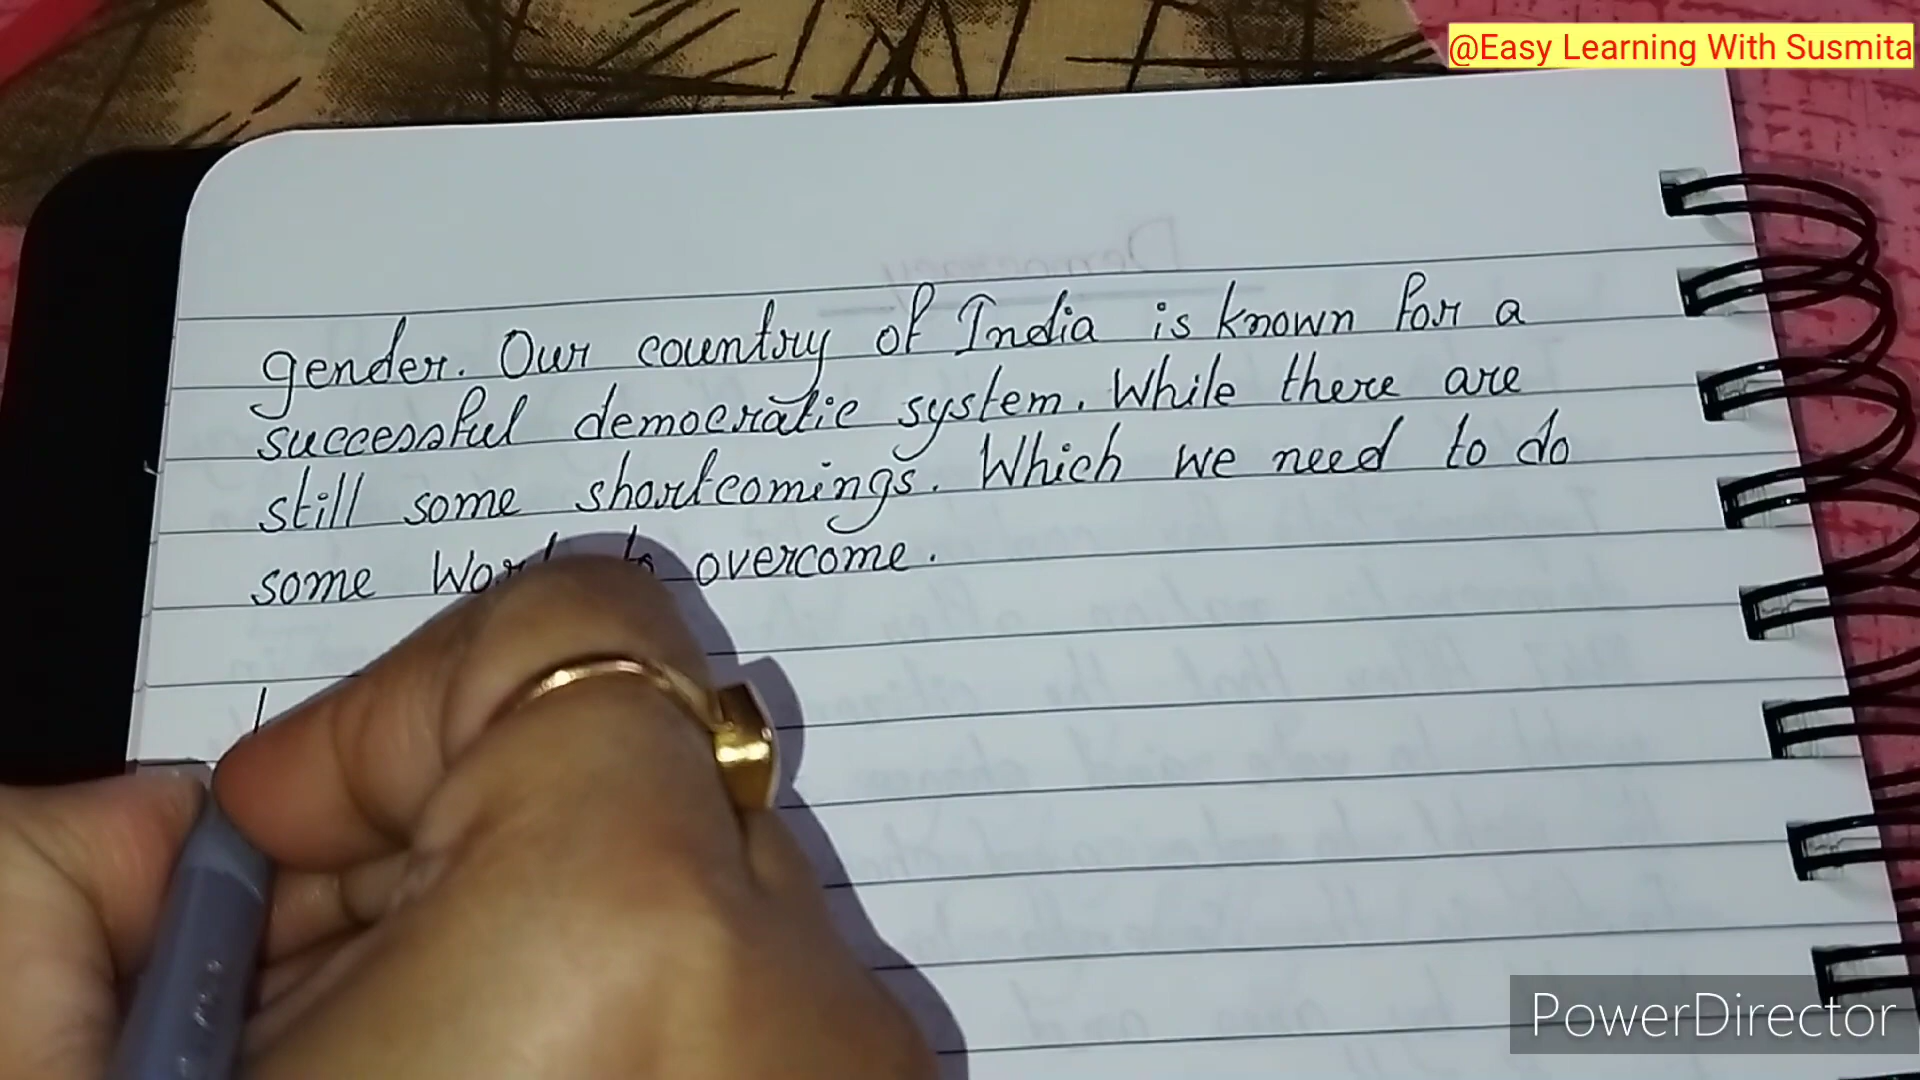 @Easy Learning With Susmita
gender. Our country of India is known for a
successful democratic system. While there are
still some shortcomings. Which we need to do
some to overcome.
PowerDirector